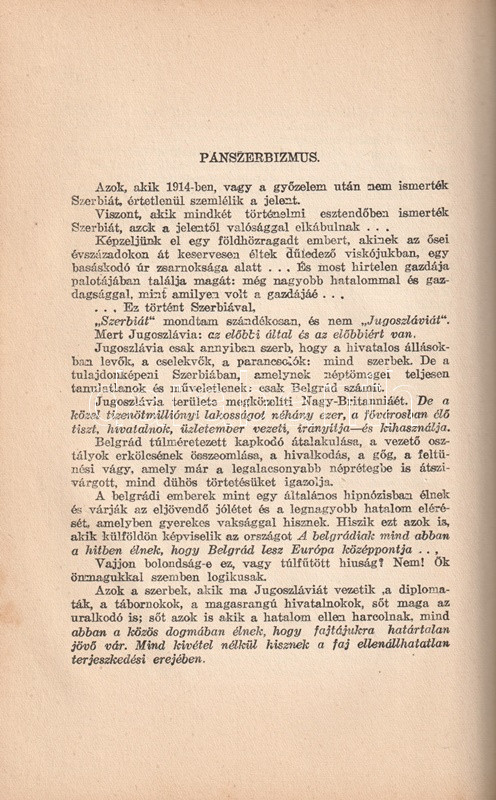 PÁNSZERBIZMUS.
Azok, akik 1914-ben, vagy a győzelem után nem ismerték
Szerbiát, értetlenül szemlélik a jelent.
Viszont, akik mindkét történelmi esztendőben ismerték
Szerbiát, azok a jelentől valósággal elkábulnak . . .
Képzeljünk el egy földhözragadt embert, akinek az ősei
évszázadokon át keservesen éltek düledező viskójukban, egy
basáskodó úr zsarnoksága alatt . . . És most hirtelen gazdája
palotájában találja magát: még nagyobb hatalommal és gaz-
dagsággal, mint amilyen volt a gazdájáé . . .
. . . Ez történt Szerbiával,
„Szerbiát" mondtam szándékosan, és nem „Jugoszláviát".
Mert Jugoszlávia: az előbbi által és az előbbiért van.
Jugoszlávia csak annyiban szerb, hogy a hivatalos állások-
ban levők, a cselekvők, a parancsolók: mind szerbek. De a
tulajdonképeni Szerbiában, amelynek néptömegei teljesen
tanulatlanok és műveletlenek: csak Belgrád számít.
Jugoszlávia területe megközelíti Nagy-Britanniáét. De a
közel tizenötmilliónyi lakosságot néhány ezer, a fővárosban élő
tiszt, hivatalnok, üzletember vezeti, irányítja—és kihasználja.
Belgrád túlméretezett kapkodó átalakulása, a vezető osz-
tályok erkölcsének összeomlása, a hivalkodás, a gőg, a feltü-
nési vágy, amely már a legalacsonyabb néprétegbe is átszi-
várgott, mind dühös törtetésüket igazolja.
A belgrádi emberek mint egy általános hipnózisban élnek
és várják az eljövendő jólétet és a legnagyobb hatalom eléré-
sét, amelyben gyerekes vaksággal hisznek. Hiszik ezt azok is,
akik külföldön képviselik az országot A belgrádiak mind abban
a hitben élnek, hogy Belgrád lesz Európa középpontja . . ,
Vajjon bolondság-e ez, vagy túlfűtött hiuság? Nem! Ők
önmagukkal szemben logikusak.
Azok a szerbek, akik ma Jugoszláviát vezetik ,a diploma-
ták, a tábornokok, a magasrangú hivatalnokok, sőt maga az
uralkodó is; sőt azok is akik a hatalom ellen harcolnak, mind
abban a közös dogmában élnek, hogy fajtájukra határtalan
jövő vár. Mind kivétel nélkül hisznek a faj ellenállhatatlan
terjeszkedési erejében.